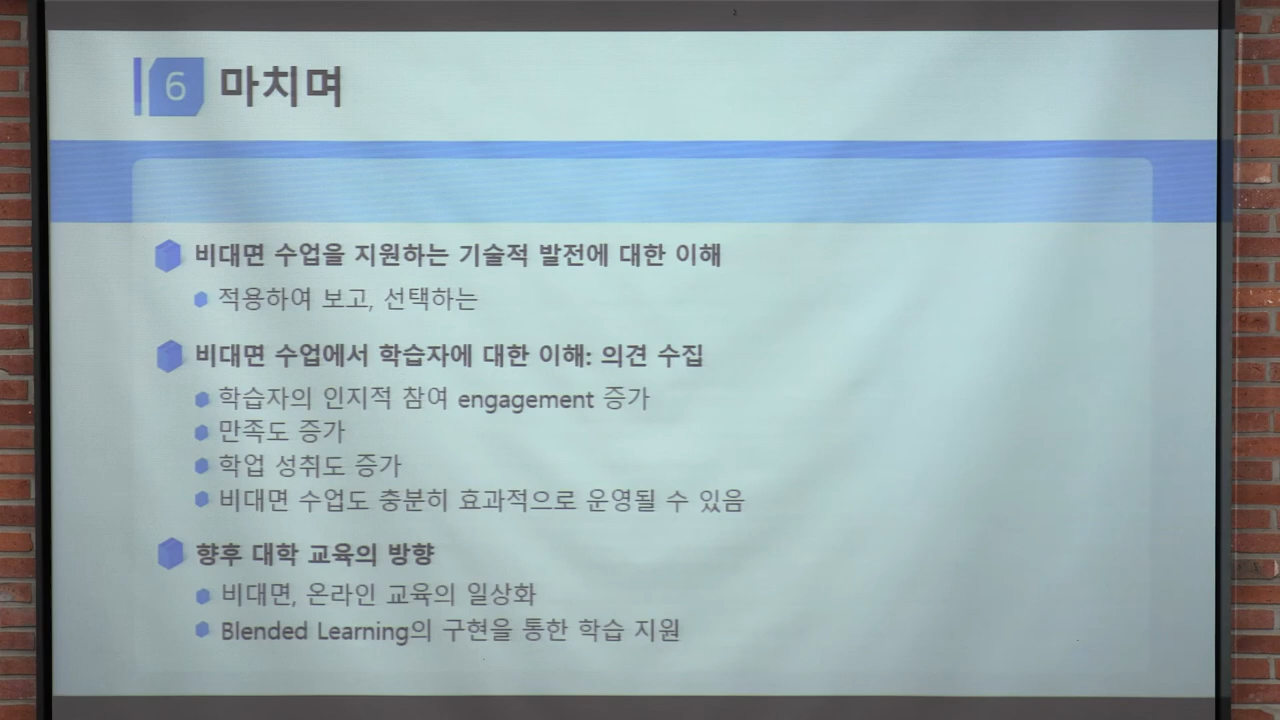 6 마치며
비대면 수업을 지원하는 기술적 발전에 대한 이해
적용하여 보고, 선택하는
비대면 수업에서 학습자에 대한 이해: 의견 수집
학습자의 인지적 참여 engagement 증가
만족도 증가
학업 성취도 증가
비대면 수업도 충분히 효과적으로 운영될 수 있음
향후 대학 교육의 방향
비대면, 온라인 교육의 일상화
Blended Learning의 구현을 통한 학습 지원